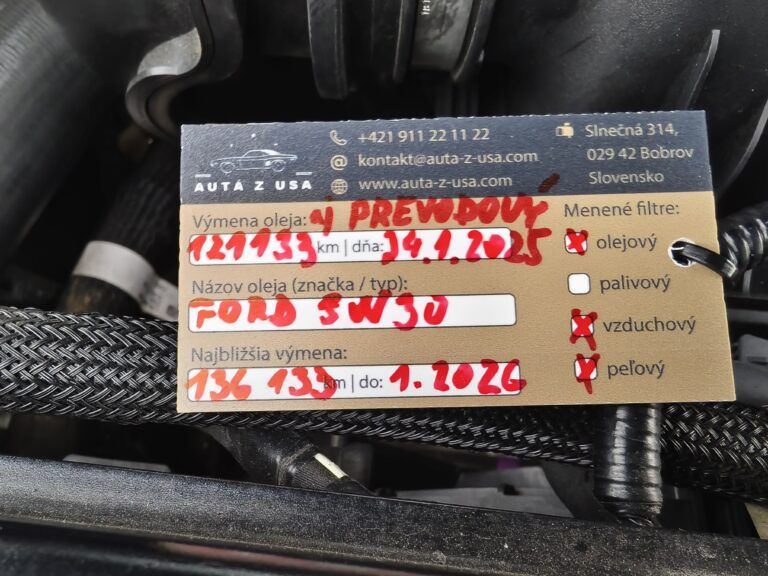 AUTÁ Z USA
+421 911 22 11 22
kontakt@auta-z-usa.com
www.auta-z-usa.com
Slnečná 314,
029 42 Bobrov
Slovensko
Výmena oleja: aj PREVODOVÝ
121133 km | dňa: 14.1.2025
Názov oleja (značka / typ):
FORD 5W30
Najbližšia výmena:
136 133 km | do: 1.2026
Menené filtre:
olejový
palivový
vzduchový
peľový